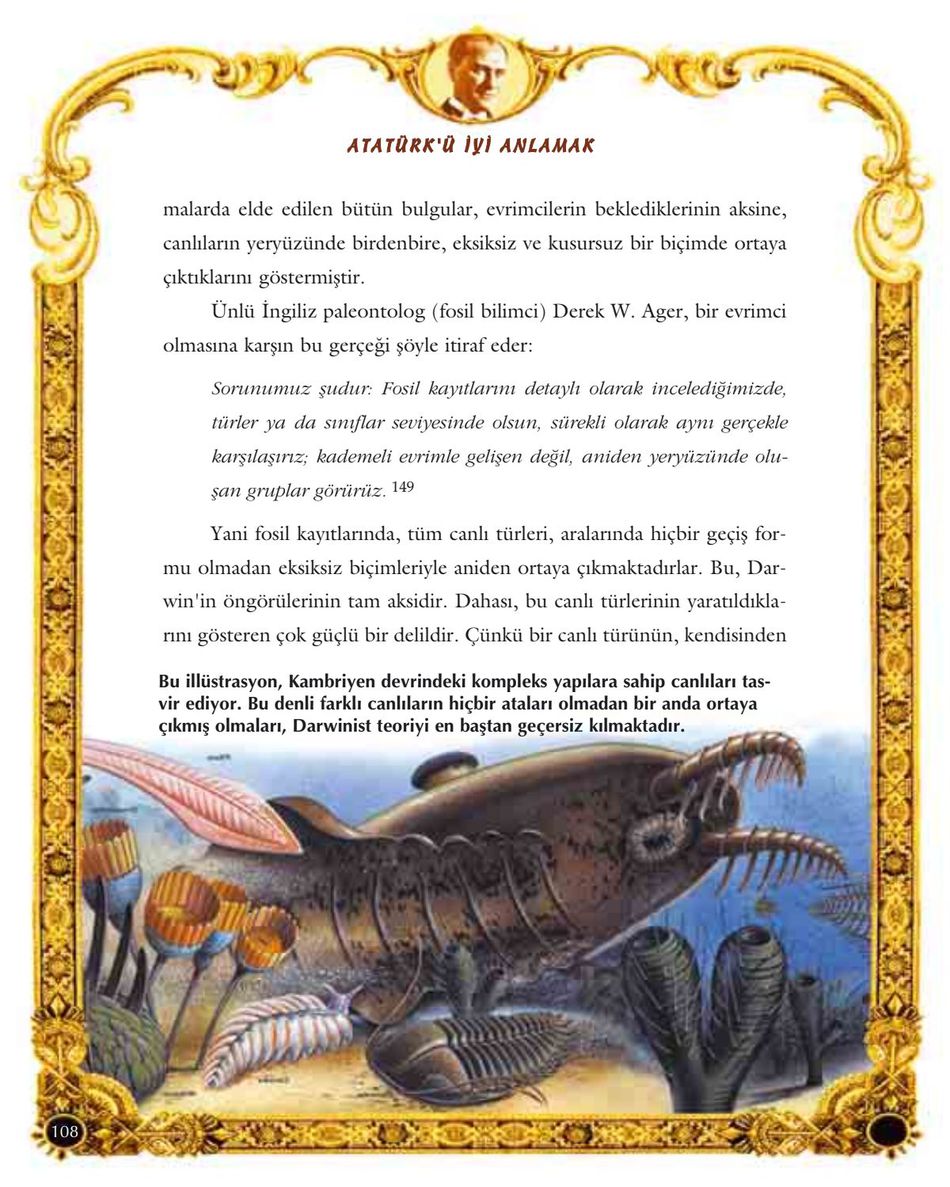 ATATÜRK'Ü İYİ ANLAMAK
malarda elde edilen bütün bulgular, evrimcilerin beklediklerinin aksine,
canlıların yeryüzünde birdenbire, eksiksiz ve kusursuz bir biçimde ortaya
çıktıklarını göstermiştir.
Ünlü İngiliz paleontolog (fosil bilimci) Derek W. Ager, bir evrimci
olmasına karşın bu gerçeği şöyle itiraf eder:
Sorunumuz şudur: Fosil kayıtlarını detaylı olarak incelediğimizde,
türler ya da sınıflar seviyesinde olsun, sürekli olarak aynı gerçekle
karşılaşırız; kademeli evrimle gelişen değil, aniden yeryüzünde olu-
şan gruplar görürüz. 149
Yani fosil kayıtlarında, tüm canlı türleri, aralarında hiçbir geçiş for-
mu olmadan eksiksiz biçimleriyle aniden ortaya çıkmaktadırlar. Bu, Dar-
win'in öngörülerinin tam aksidir. Dahası, bu canlı türlerinin yaratıldıkla-
rını gösteren çok güçlü bir delildir. Çünkü bir canlı türünün, kendisinden
Bu illüstrasyon, Kambriyen devrindeki kompleks yapılara sahip canlıları tas-
vir ediyor. Bu denli farklı canlıların hiçbir ataları olmadan bir anda ortaya
çıkmış olmaları, Darwinist teoriyi en baştan geçersiz kılmaktadır.
108